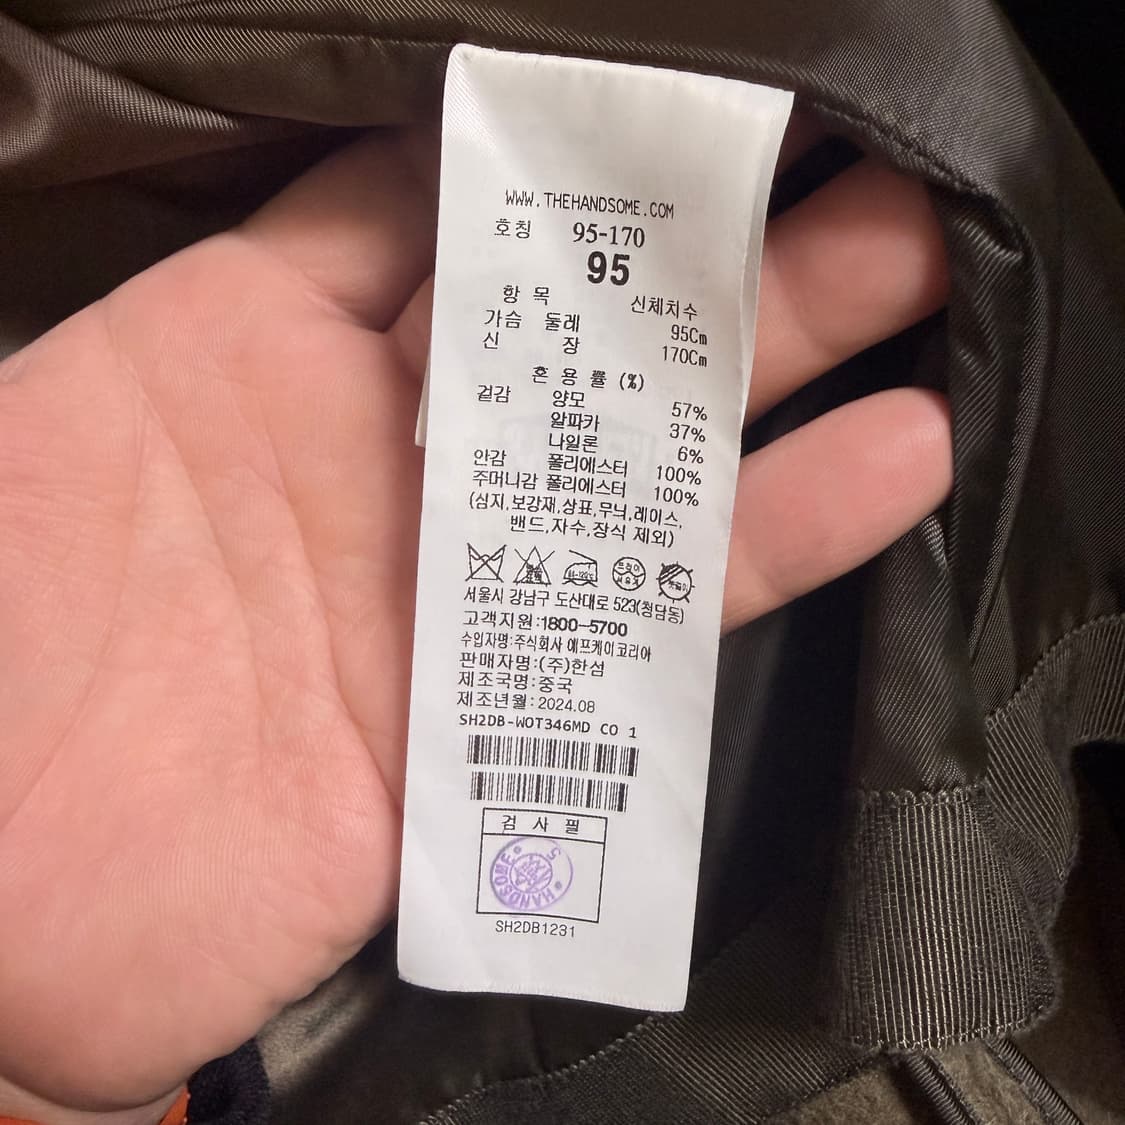 WWW.THEHANDSOME.COM
호칭 95-170
95
항 목 신체치수
가슴 둘레 95Cm
신 장 170Cm
혼 용 률 (%)
겉감 양모 57%
알파카 37%
나일론 6%
안감 폴리에스터 100%
주머니감 폴리에스터 100%
(심지,보강재,상표,무늬,레이스,
밴드,자수,장식 제외)
서울시 강남구 도산대로 523(청담동)
고객지원:1800-5700
수입자명:주식회사 에프케이코리아
판매자명:(주)한섬
제조국명:중국
제조년월:2024.08
SH2DB-WOT346MD CO 1
검 사 필
HANDSOME 5
SH2DB1231